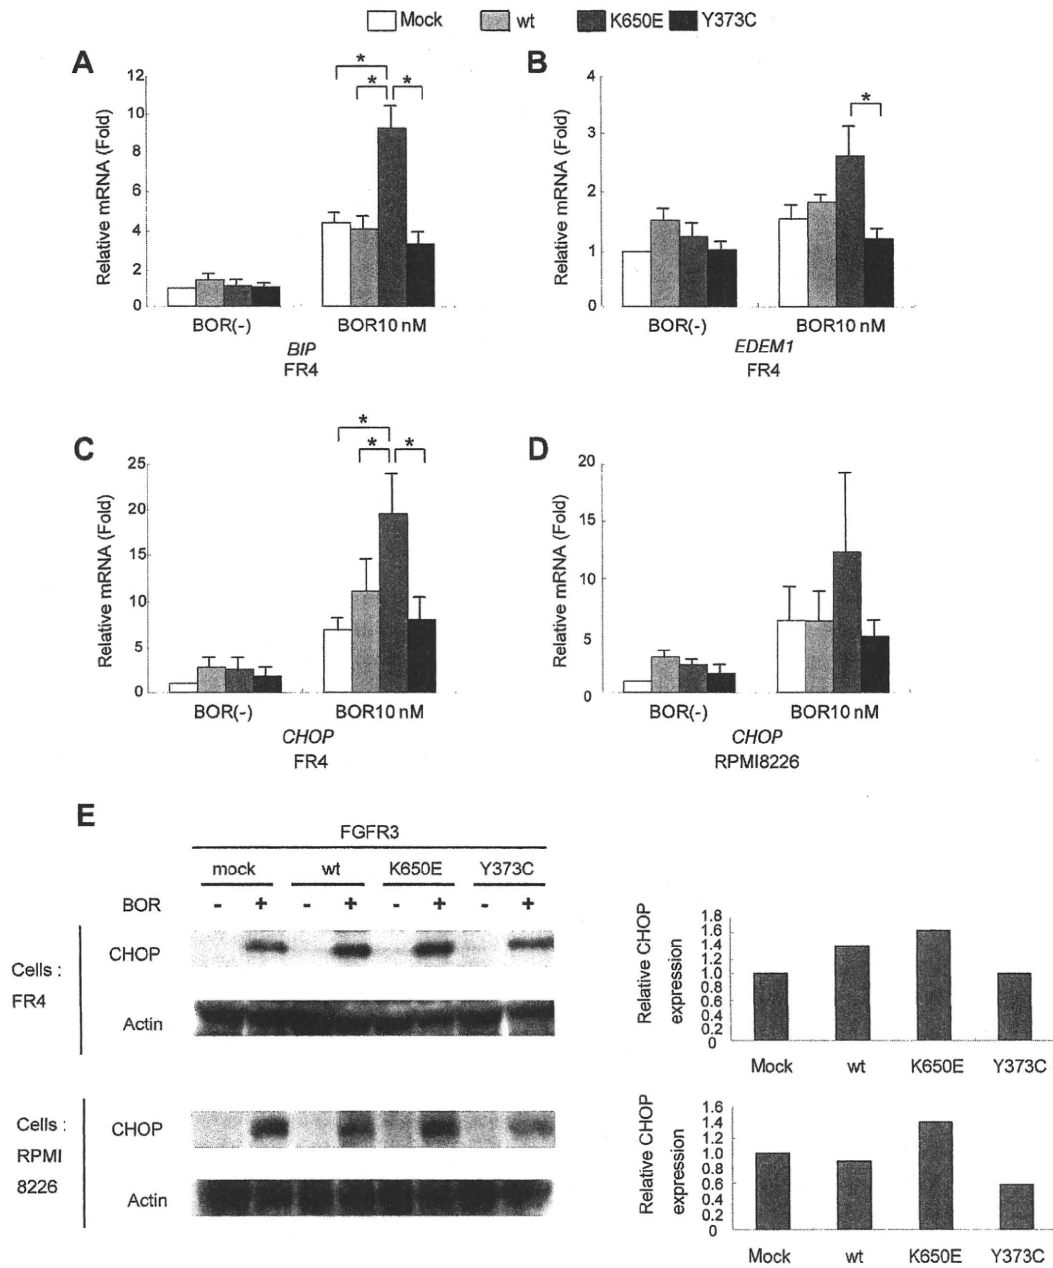 Mock wt K650E Y373C
A
Relative mRNA (Fold)
12
10
8
6
4
2
0
* * *
BOR(-) BOR10 nM
BIP
FR4
B
Relative mRNA (Fold)
4
3
2
1
0
*
BOR(-) BOR10 nM
EDEM1
FR4
C
Relative mRNA (Fold)
25
20
15
10
5
0
* * *
BOR(-) BOR10 nM
CHOP
FR4
D
Relative mRNA (Fold)
20
15
10
5
0
BOR(-) BOR10 nM
CHOP
RPMI8226
E
FGFR3
mock wt K650E Y373C
BOR - + - + - + - +
Cells :
FR4
CHOP
Actin
Relative CHOP
expression
1.8
1.6
1.4
1.2
1.0
0.8
0.6
0.4
0.2
0
Mock wt K650E Y373C
Cells :
RPMI
8226
CHOP
Actin
Relative CHOP
expression
1.6
1.4
1.2
1.0
0.8
0.6
0.4
0.2
0
Mock wt K650E Y373C